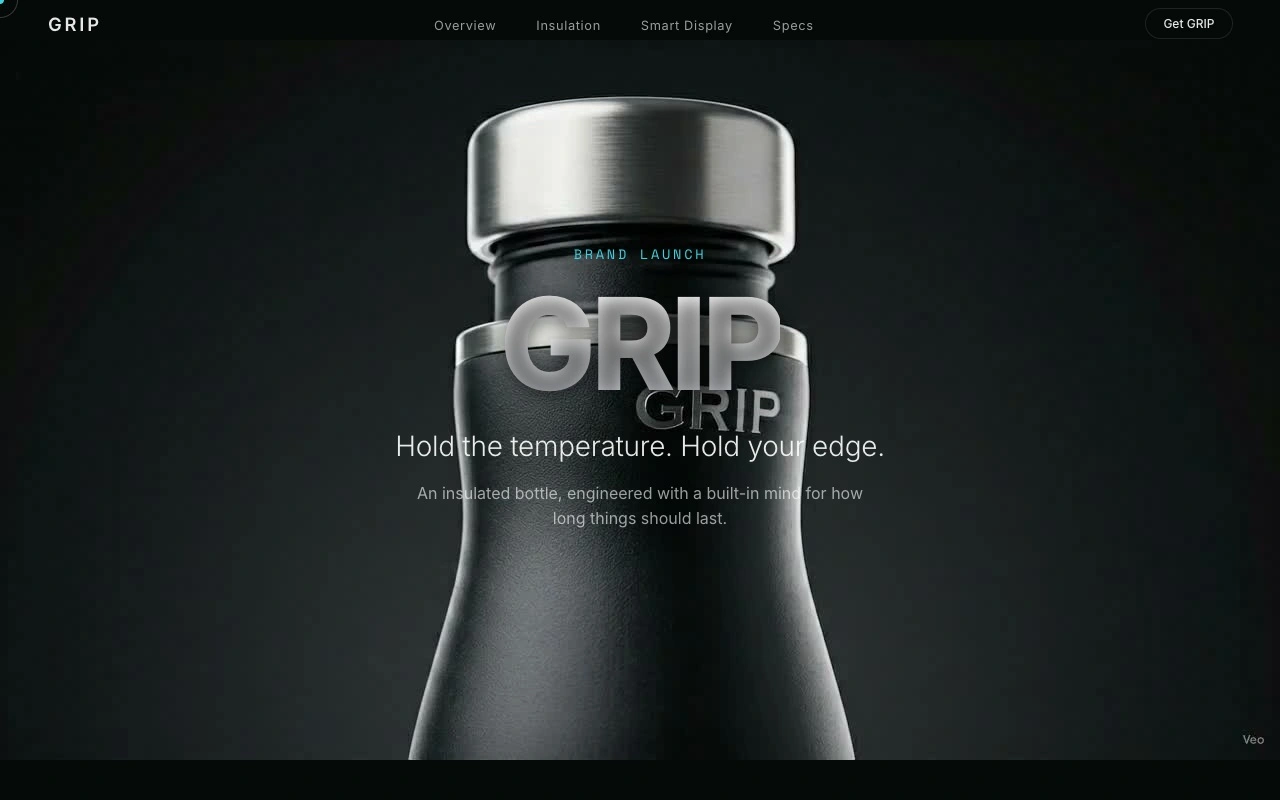 GRIP
Overview
Insulation
Smart Display
Specs
Get GRIP
BRAND LAUNCH
GRIP
GRIP
Hold the temperature. Hold your edge.
An insulated bottle, engineered with a built-in mind for how
long things should last.
Veo